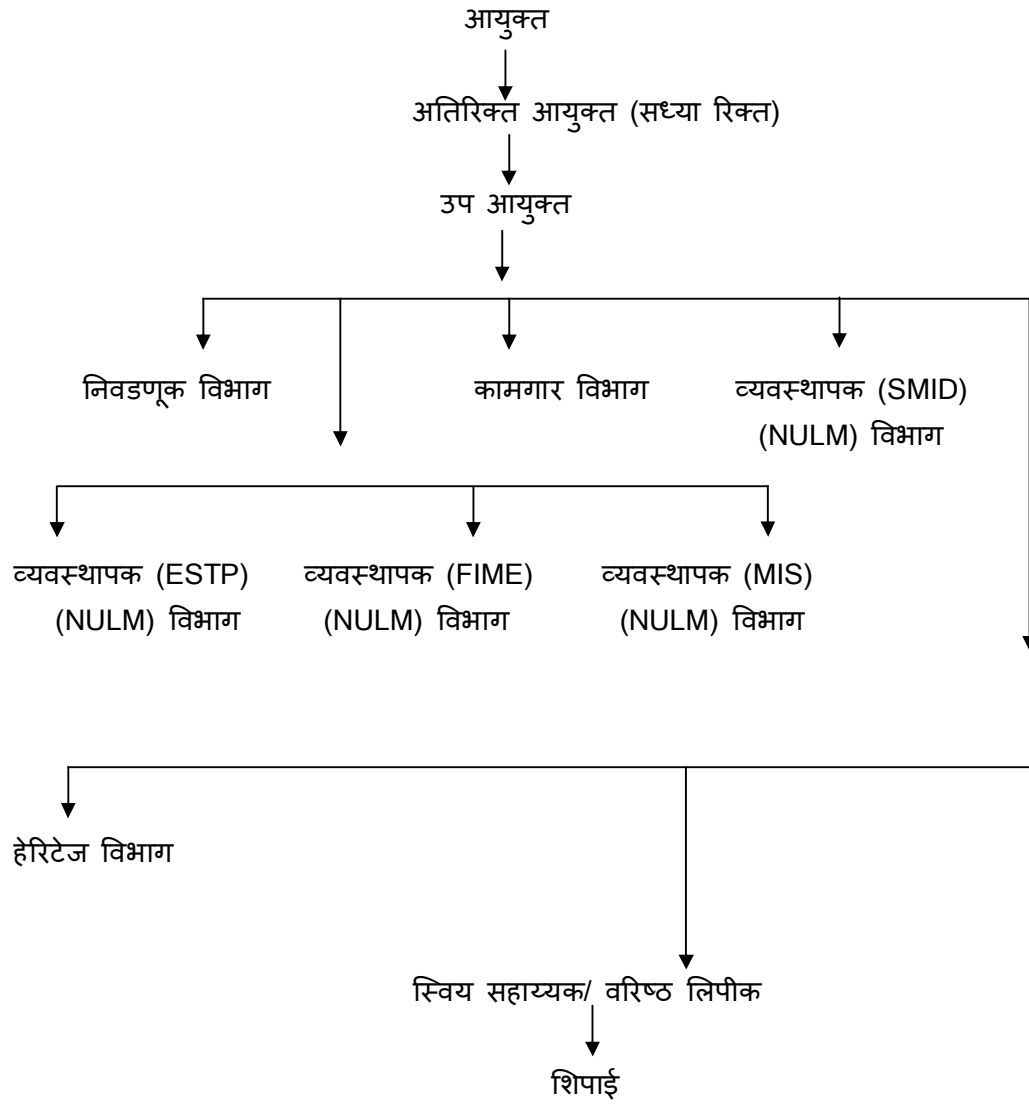 आयुक्त
अतिरिक्त आयुक्त (सध्या रिक्त)
उप आयुक्त
निवडणूक विभाग
कामगार विभाग
व्यवस्थापक (SMID)
(NULM) विभाग
व्यवस्थापक (ESTP)
(NULM) विभाग
व्यवस्थापक (FIME)
(NULM) विभाग
व्यवस्थापक (MIS)
(NULM) विभाग
हेरिटेज विभाग
स्विय सहाय्यक/ वरिष्ठ लिपीक
शिपाई